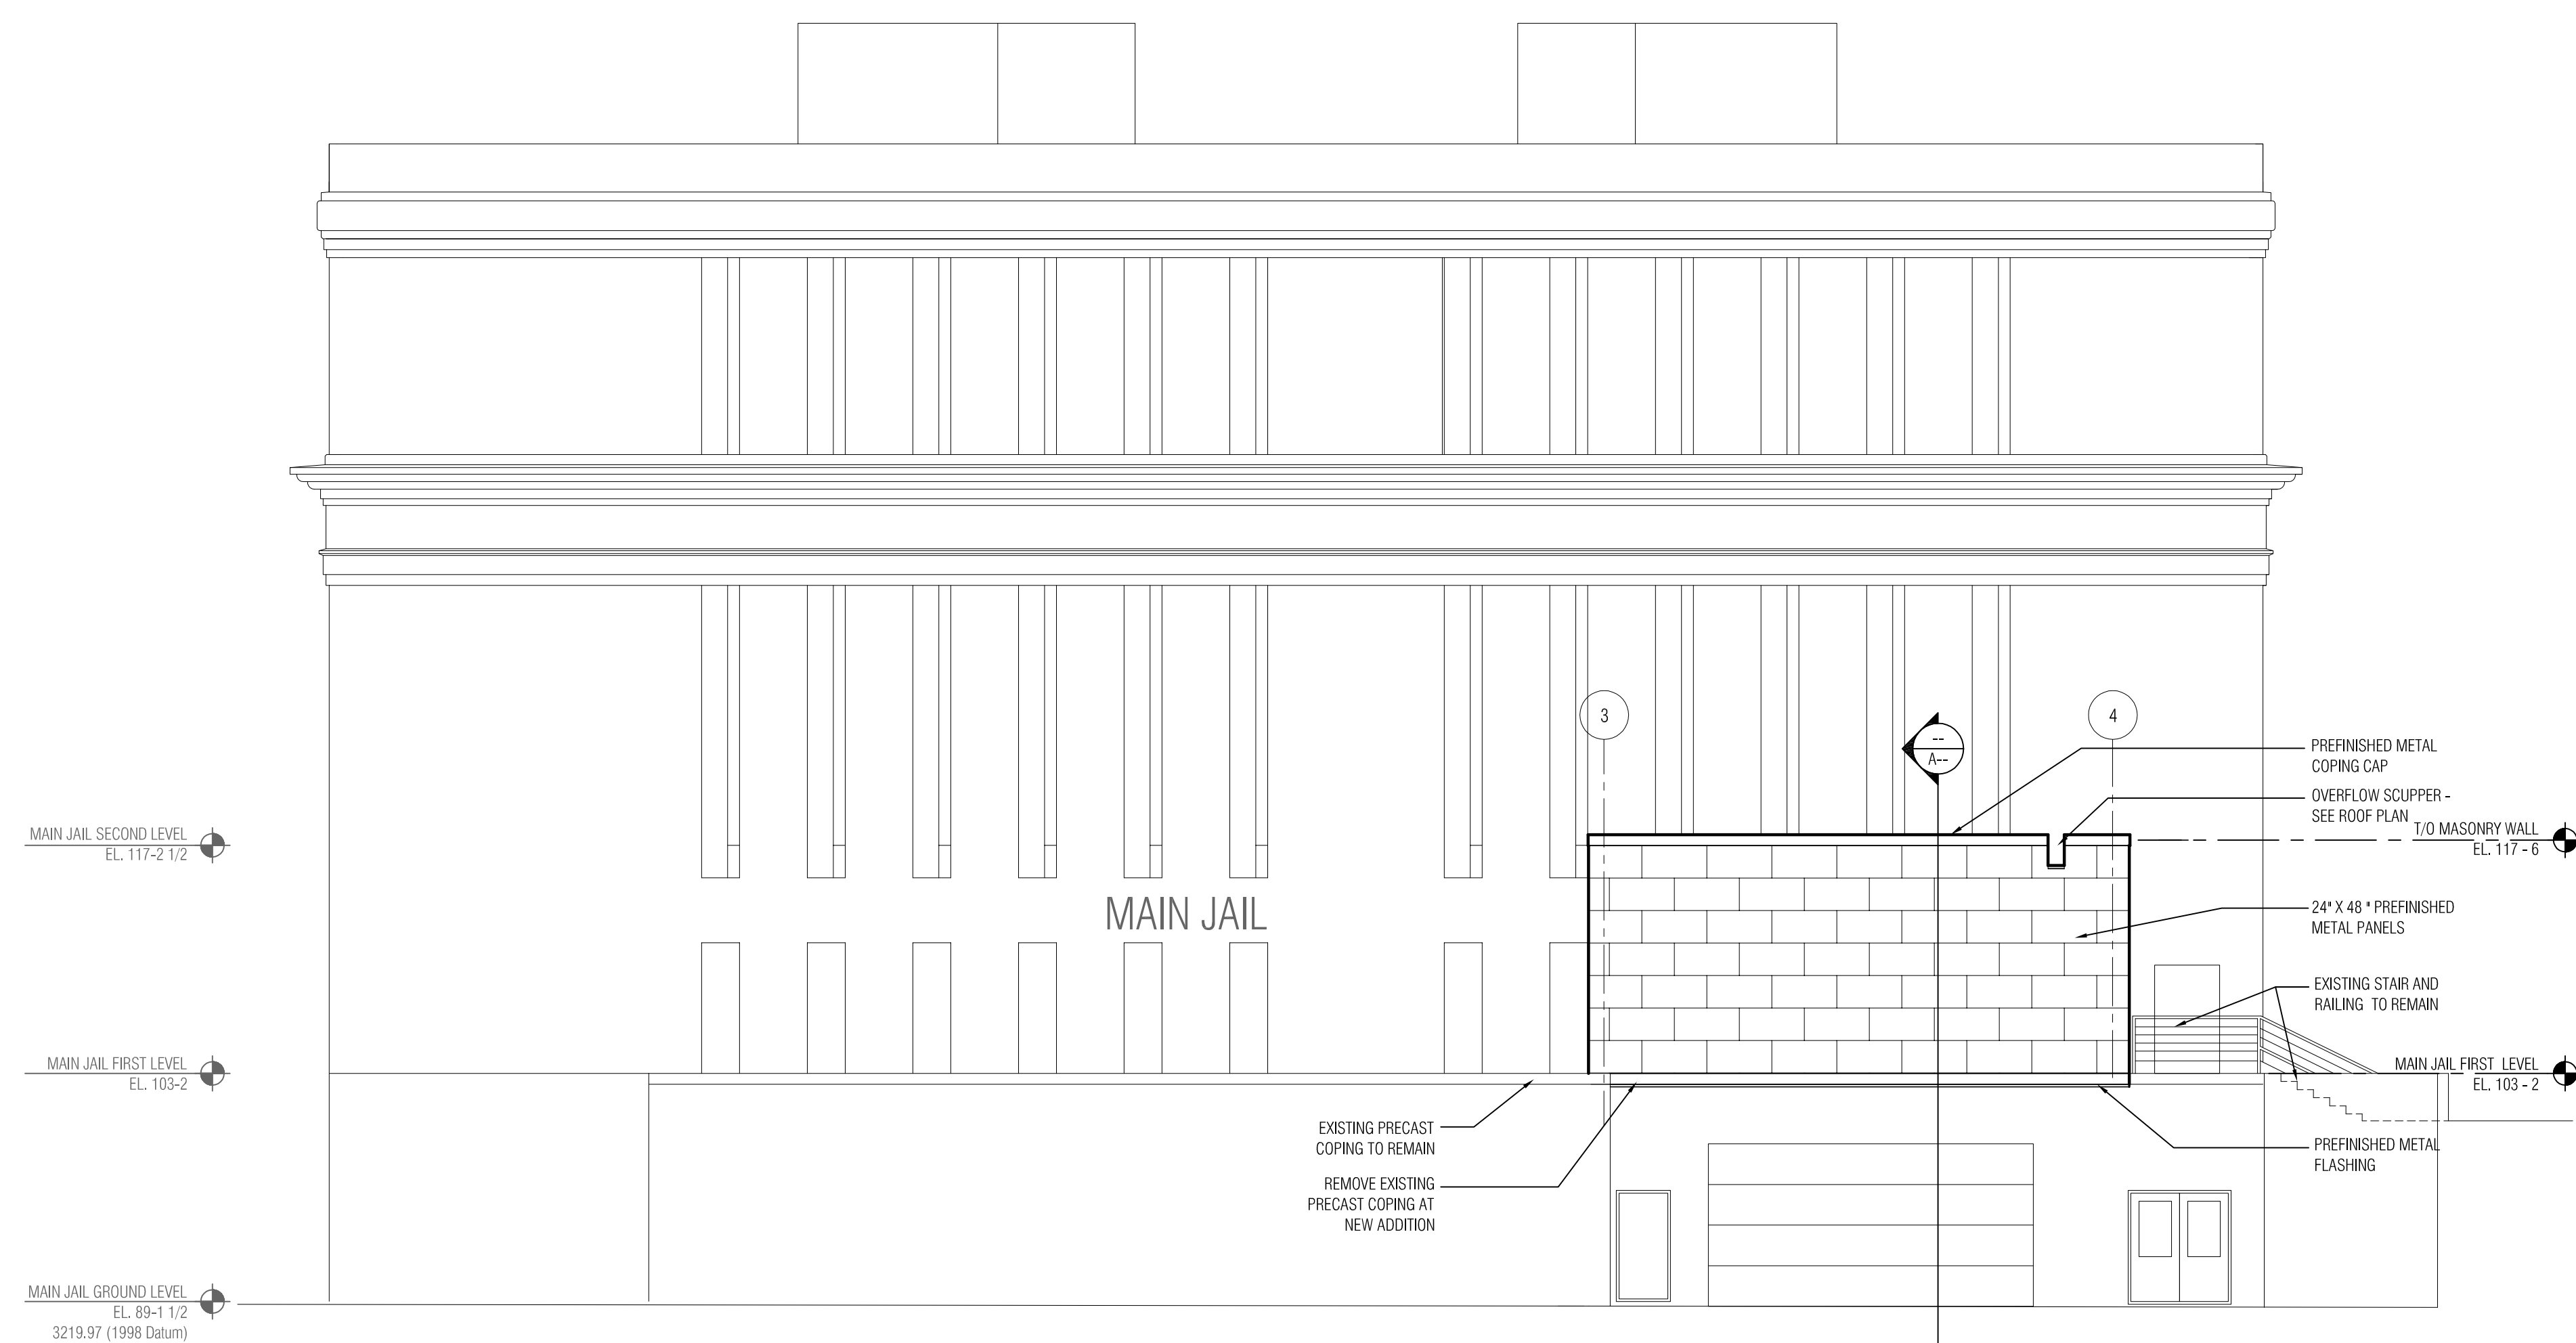 3
4
--
A--
PREFINISHED METAL
COPING CAP
OVERFLOW SCUPPER -
SEE ROOF PLAN
T/O MASONRY WALL
EL. 117 - 6
MAIN JAIL SECOND LEVEL
EL. 117-2 1/2
MAIN JAIL
24" X 48 " PREFINISHED
METAL PANELS
EXISTING STAIR AND
RAILING TO REMAIN
MAIN JAIL FIRST LEVEL
EL. 103-2
MAIN JAIL FIRST LEVEL
EL. 103 - 2
EXISTING PRECAST
COPING TO REMAIN
PREFINISHED METAL
FLASHING
REMOVE EXISTING
PRECAST COPING AT
NEW ADDITION
MAIN JAIL GROUND LEVEL
EL. 89-1 1/2
3219.97 (1998 Datum)